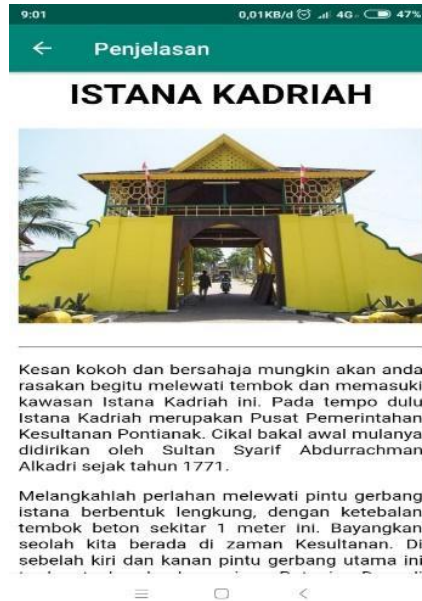 9:01 0,01KB/d 4G 47%
Penjelasan
ISTANA KADRIAH
Kesan kokoh dan bersahaja mungkin akan anda
rasakan begitu melewati tembok dan memasuki
kawasan Istana Kadriah ini. Pada tempo dulu
Istana Kadriah merupakan Pusat Pemerintahan
Kesultanan Pontianak. Cikal bakal awal mulanya
didirikan oleh Sultan Syarif Abdurrachman
Alkadri sejak tahun 1771.
Melangkahlah perlahan melewati pintu gerbang
istana berbentuk lengkung, dengan ketebalan
tembok beton sekitar 1 meter ini. Bayangkan
seolah kita berada di zaman Kesultanan. Di
sebelah kiri dan kanan pintu gerbang utama ini